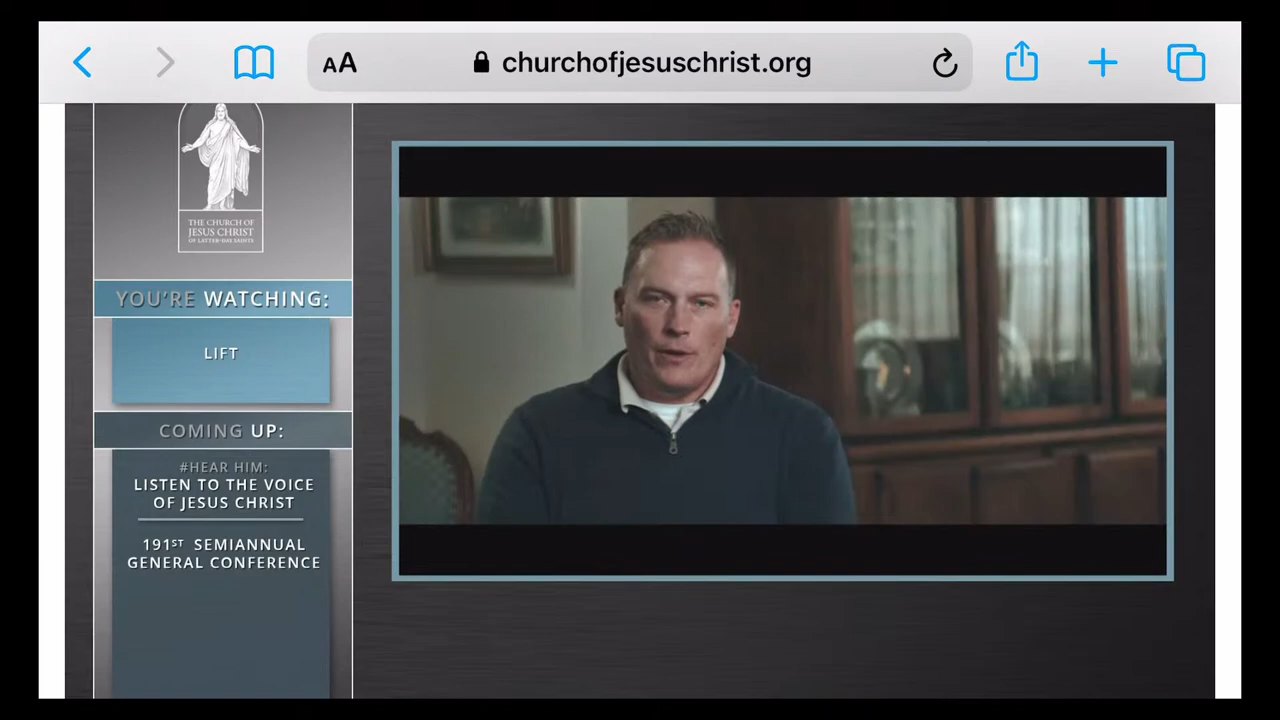 AA
churchofjesuschrist.org
THE CHURCH OF
JESUS CHRIST
OF LATTER-DAY SAINTS
YOU'RE WATCHING:
LIFT
COMING UP:
#HEAR HIM:
LISTEN TO THE VOICE
OF JESUS CHRIST
191ST SEMIANNUAL
GENERAL CONFERENCE